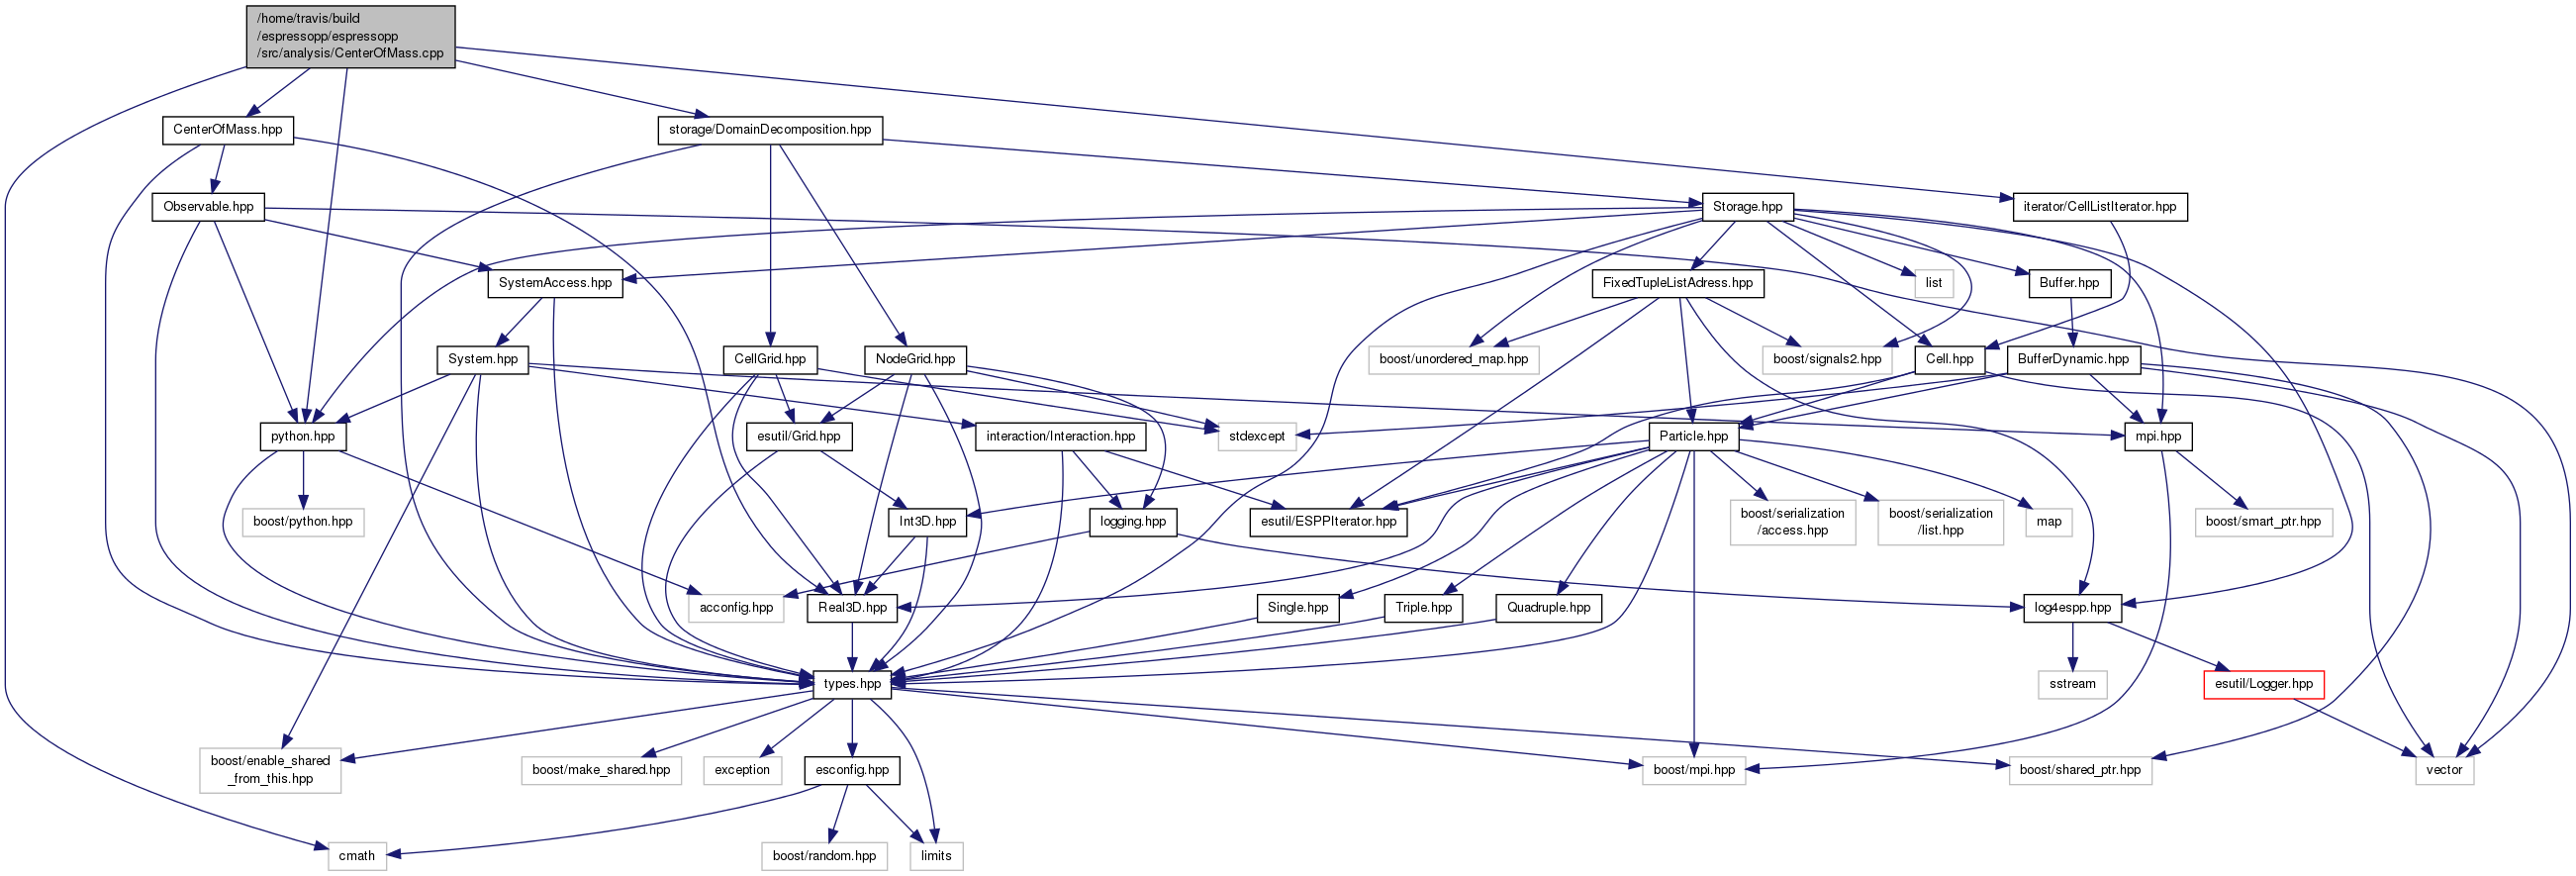 /home/travis/build
/espressopp/espressopp
/src/analysis/CenterOfMass.cpp
CenterOfMass.hpp
storage/DomainDecomposition.hpp
Observable.hpp
Storage.hpp
iterator/CellListIterator.hpp
SystemAccess.hpp
FixedTupleListAdress.hpp
list
Buffer.hpp
System.hpp
CellGrid.hpp
NodeGrid.hpp
boost/unordered_map.hpp
boost/signals2.hpp
Cell.hpp
BufferDynamic.hpp
python.hpp
esutil/Grid.hpp
interaction/Interaction.hpp
stdexcept
Particle.hpp
mpi.hpp
boost/python.hpp
Int3D.hpp
logging.hpp
esutil/ESPPIterator.hpp
boost/serialization
/access.hpp
boost/serialization
/list.hpp
map
boost/smart_ptr.hpp
acconfig.hpp
Real3D.hpp
Single.hpp
Triple.hpp
Quadruple.hpp
log4espp.hpp
types.hpp
sstream
esutil/Logger.hpp
boost/enable_shared
_from_this.hpp
boost/make_shared.hpp
exception
esconfig.hpp
boost/mpi.hpp
boost/shared_ptr.hpp
vector
cmath
boost/random.hpp
limits